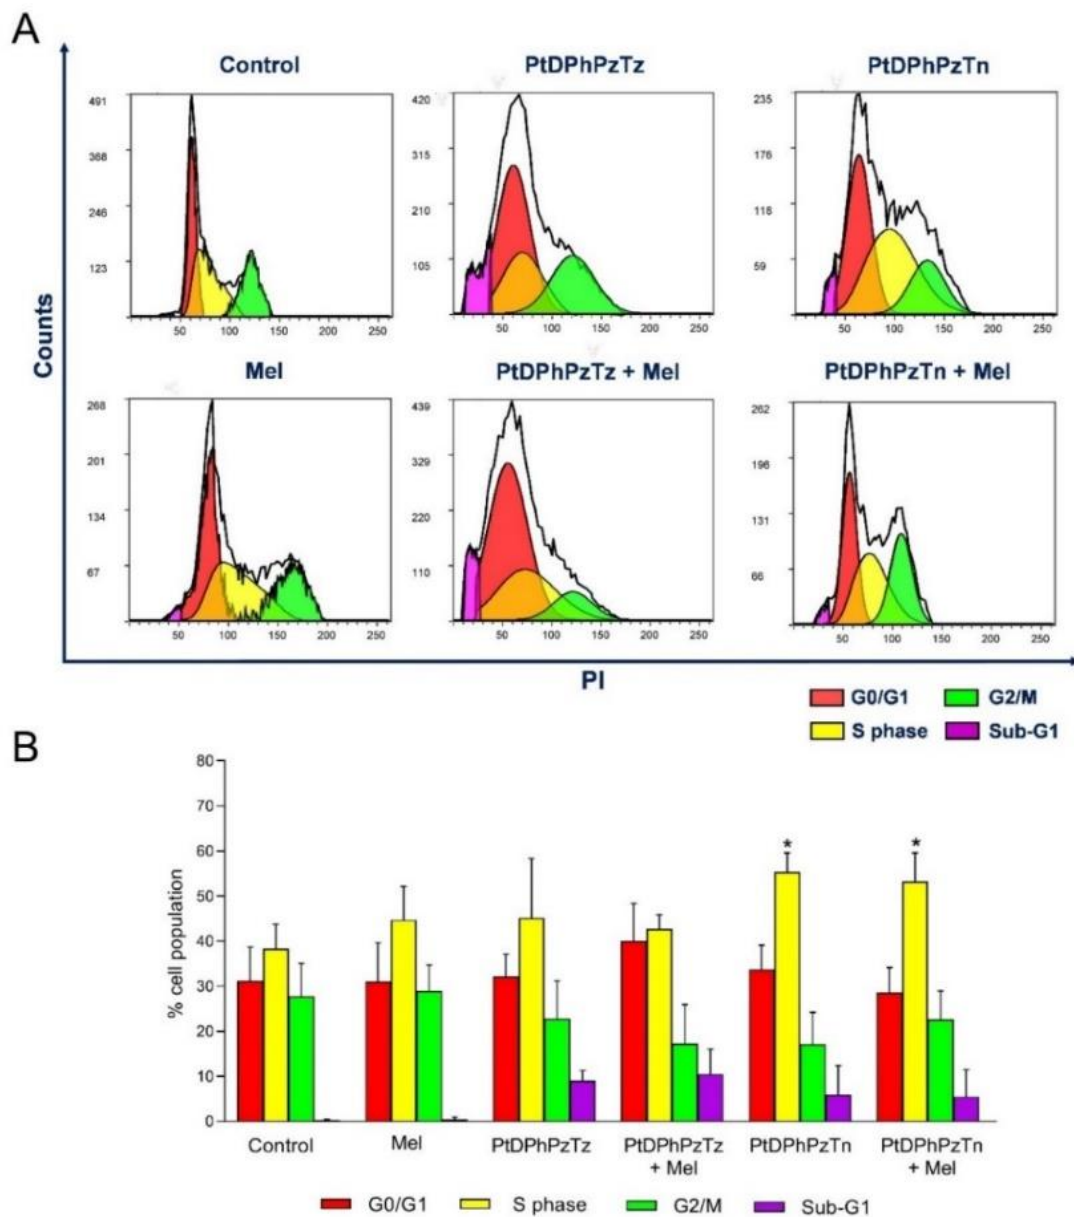 A
Control PtDPhPzTz PtDPhPzTn
491 420 235
368 315 176
246 210 118
123 105 59
50 100 150 200 250 50 100 150 200 250 50 100 150 200 250
Counts
Mel PtDPhPzTz + Mel PtDPhPzTn + Mel
268 439 262
201 329 196
134 220 131
67 110 66
50 100 150 200 250 50 100 150 200 250 50 100 150 200 250
PI
G0/G1 G2/M
S phase Sub-G1
B
80
70
60
50
40
30
20
10
0
% cell population
* *
Control Mel PtDPhPzTz PtDPhPzTz PtDPhPzTn PtDPhPzTn
+ Mel + Mel
G0/G1 S phase G2/M Sub-G1